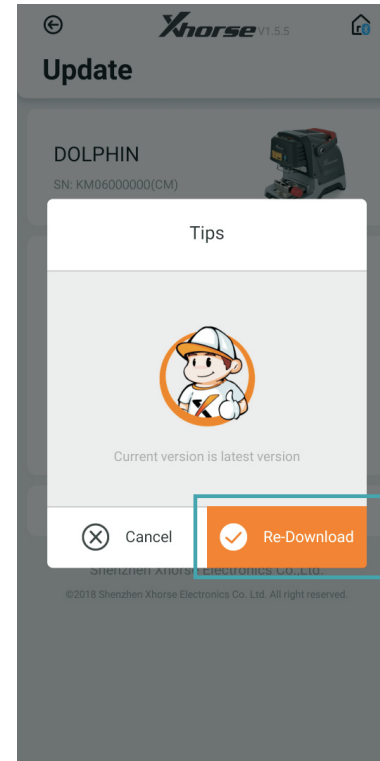 Xhorse V1.5.5
Update
DOLPHIN
SN: KM06000000(CM)
Tips
Current version is latest version
Cancel
Re-Download
Shenzhen Xhorse Electronics Co.,Ltd.
©2018 Shenzhen Xhorse Electronics Co. Ltd. All right reserved.